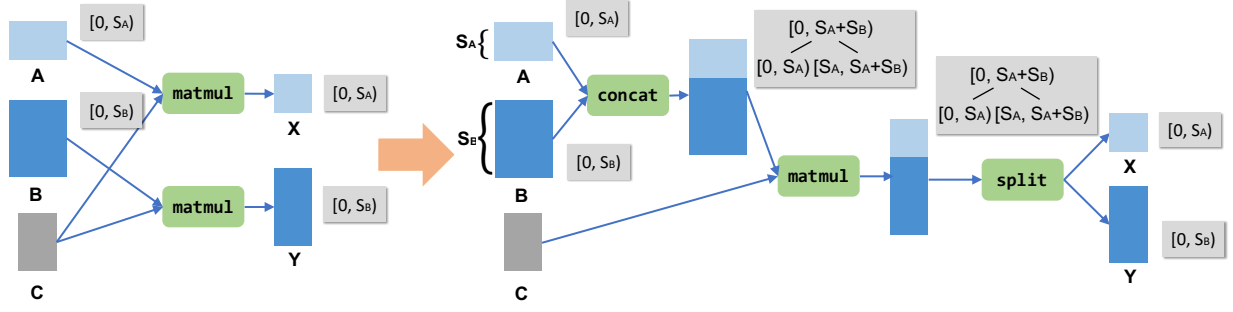 [0, SA)
A
[0, SB)
matmul
[0, SA)
X
B
matmul
[0, SB)
Y
C
SA{
[0, SA)
A
concat
[0, SA+SB)
[0, SA) [SA, SA+SB)
SB{
[0, SB)
B
matmul
[0, SA+SB)
[0, SA) [SA, SA+SB)
split
[0, SA)
X
[0, SB)
Y
C